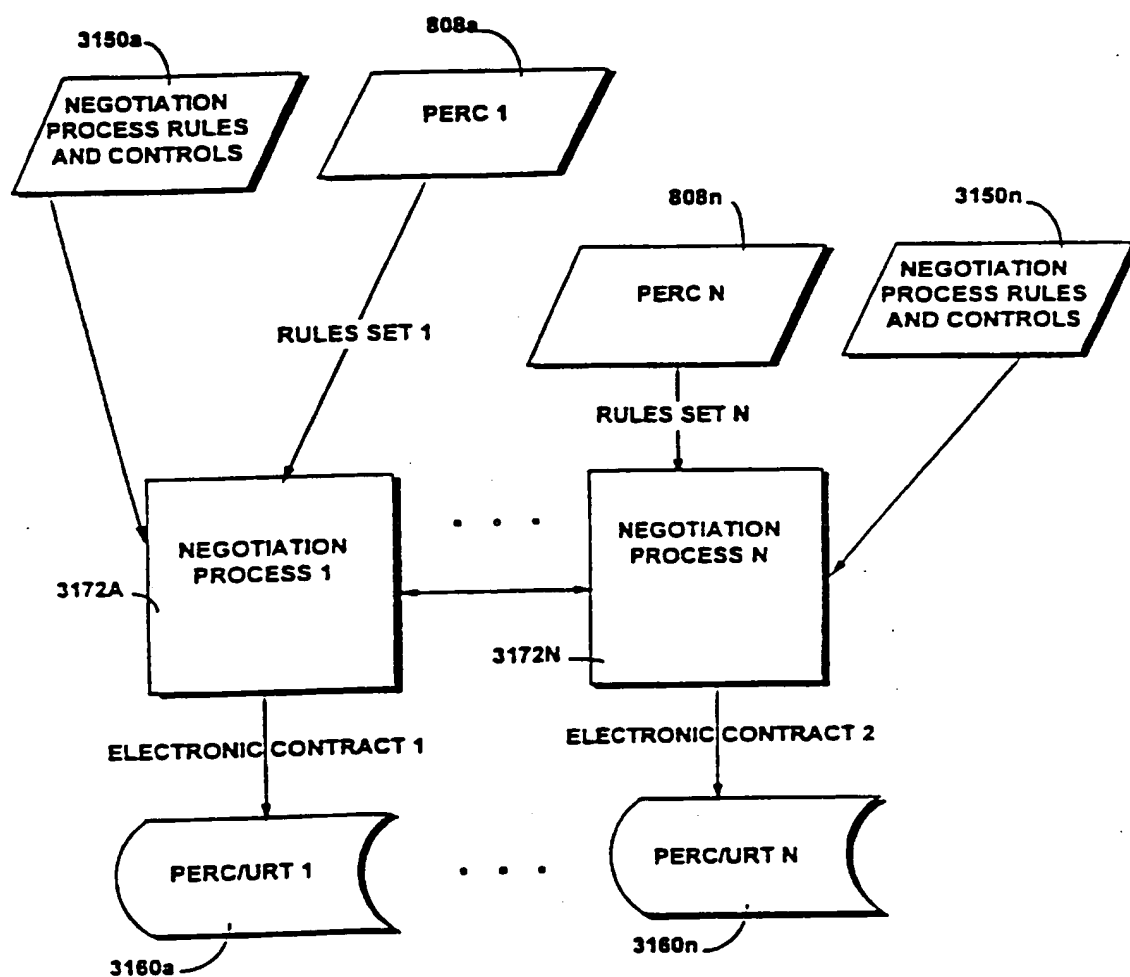 3150a
808a
NEGOTIATION
PROCESS RULES
AND CONTROLS
PERC 1
808n
3150n
PERC N
NEGOTIATION
PROCESS RULES
AND CONTROLS
RULES SET 1
RULES SET N
NEGOTIATION
PROCESS 1
. . .
NEGOTIATION
PROCESS N
3172A
3172N
ELECTRONIC CONTRACT 1
ELECTRONIC CONTRACT 2
PERC/URT 1
. . .
PERC/URT N
3160a
3160n